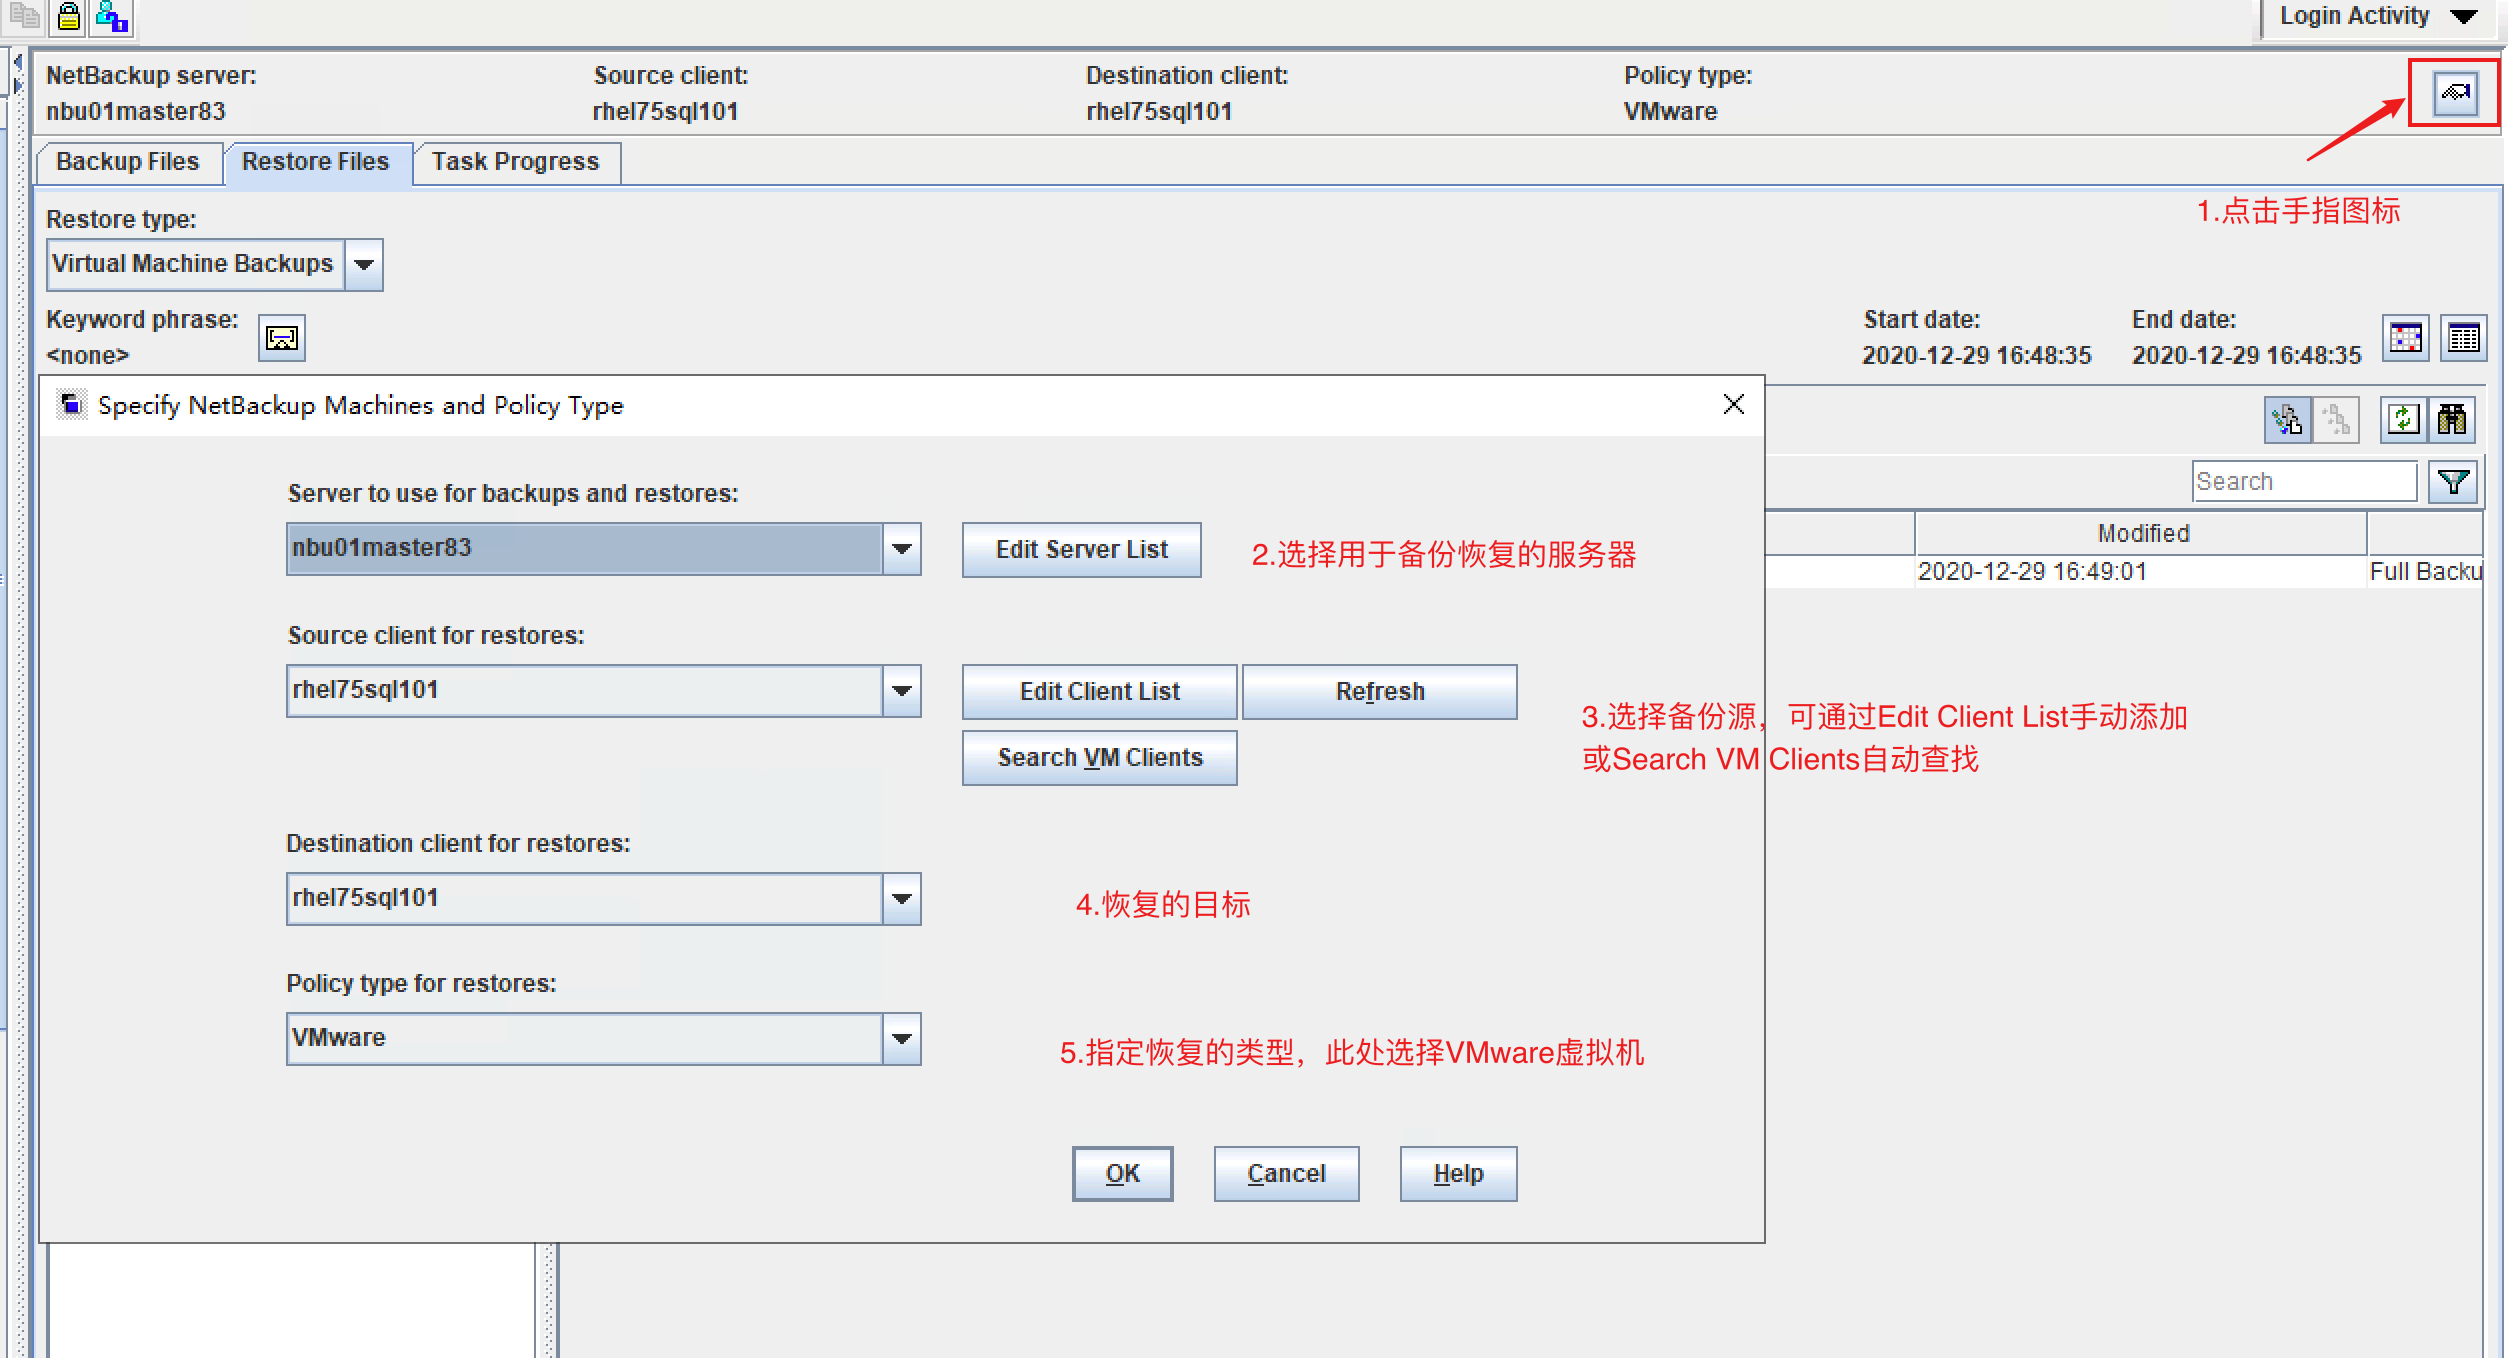 Login Activity
NetBackup server:
Source client:
Destination client:
Policy type:
nbu01master83
rhel75sql101
rhel75sql101
VMware
Backup Files
Restore Files
Task Progress
1.点击手指图标
Restore type:
Virtual Machine Backups
Keyword phrase:
<none>
Start date:
End date:
2020-12-29 16:48:35
2020-12-29 16:48:35
Specify NetBackup Machines and Policy Type
Search
Server to use for backups and restores:
nbu01master83
Edit Server List
2.选择用于备份恢复的服务器
Modified
2020-12-29 16:49:01
Full Backu
Source client for restores:
rhel75sql101
Edit Client List
Refresh
Search VM Clients
3.选择备份源，可通过Edit Client List手动添加
或Search VM Clients自动查找
Destination client for restores:
rhel75sql101
4.恢复的目标
Policy type for restores:
VMware
5.指定恢复的类型，此处选择VMware虚拟机
OK
Cancel
Help